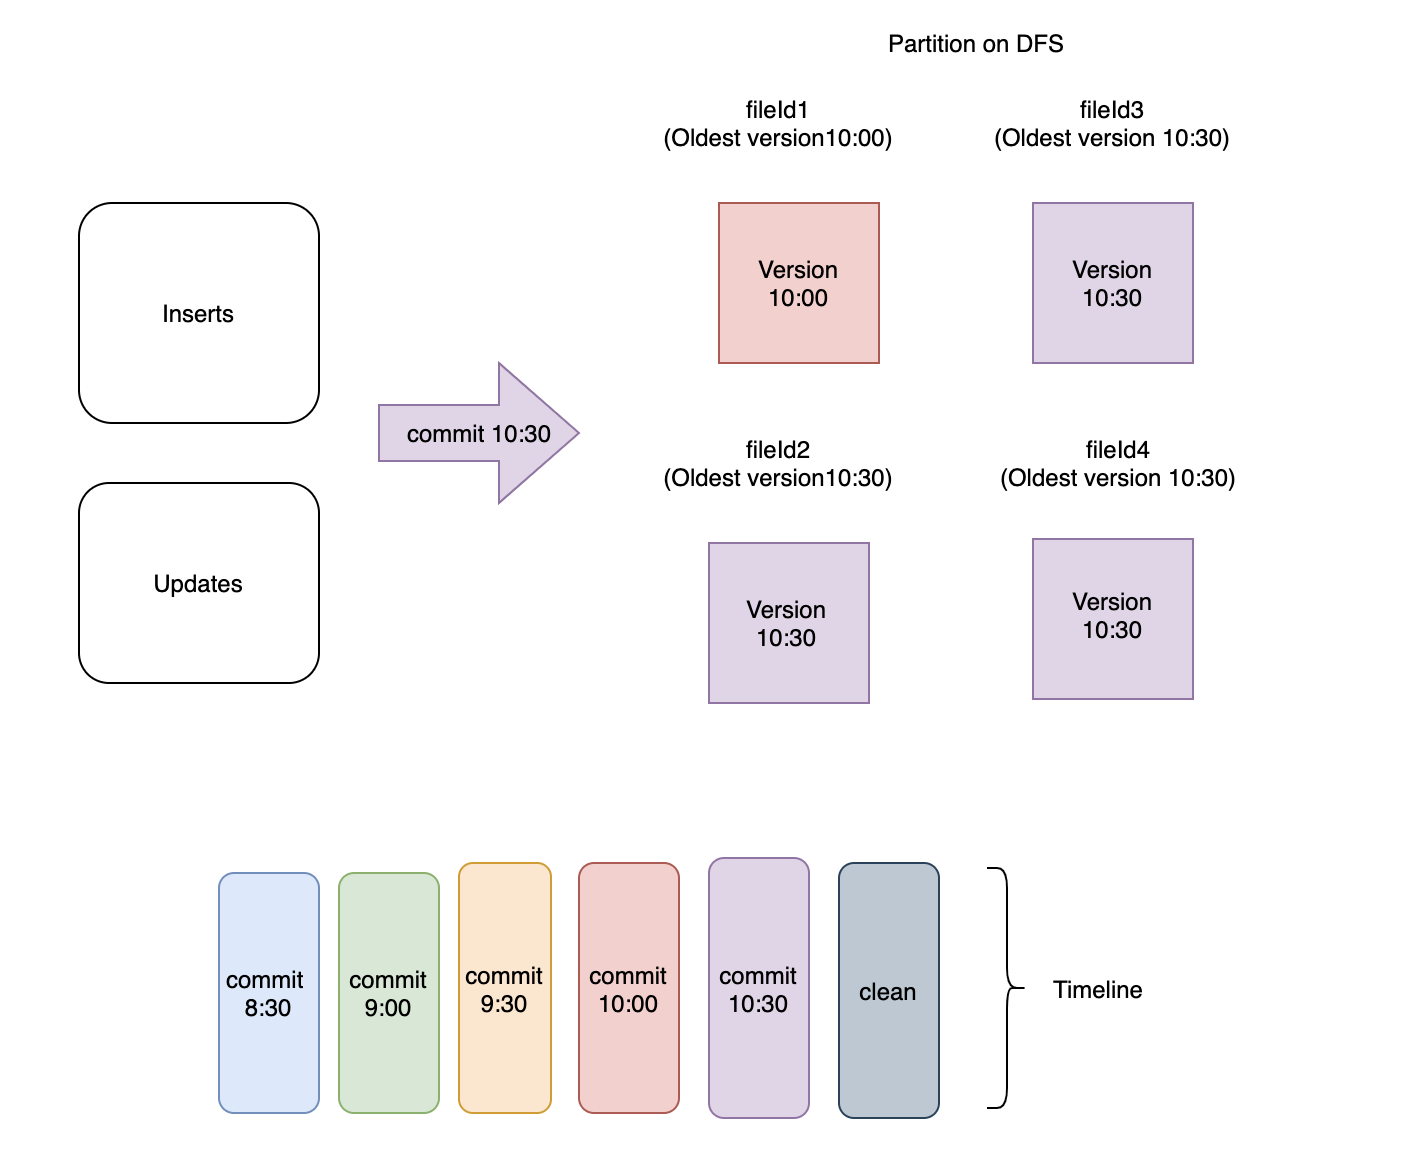 Partition on DFS
fileId1
(Oldest version10:00)
fileId3
(Oldest version 10:30)
Version
10:00
Version
10:30
Inserts
commit 10:30
fileId2
(Oldest version10:30)
fileId4
(Oldest version 10:30)
Updates
Version
10:30
Version
10:30
commit
8:30
commit
9:00
commit
9:30
commit
10:00
commit
10:30
clean
Timeline